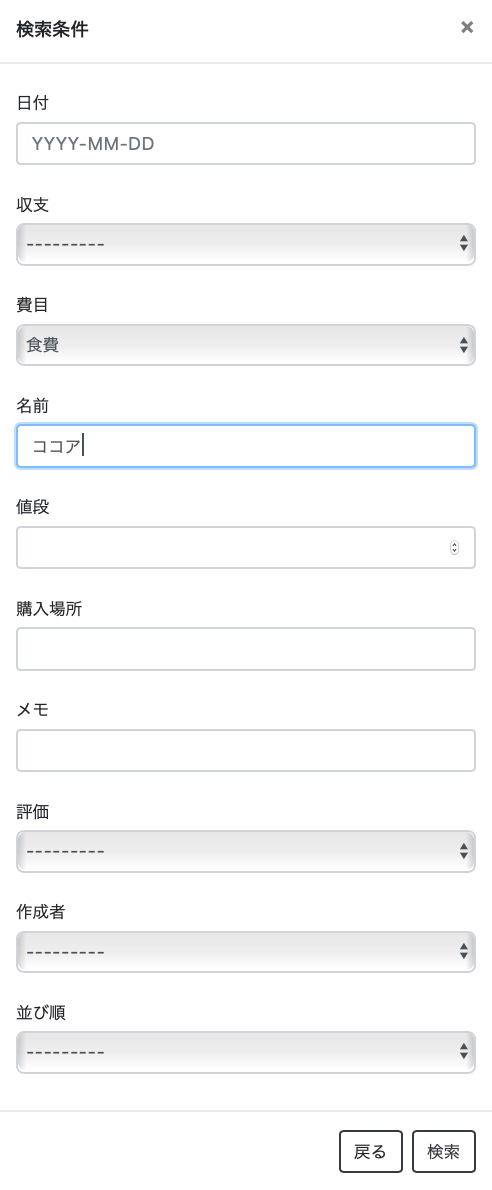 検索条件 ×
日付
YYYY-MM-DD
収支
---------
費目
食費
名前
ココア
値段
購入場所
メモ
評価
---------
作成者
---------
並び順
---------
戻る 検索